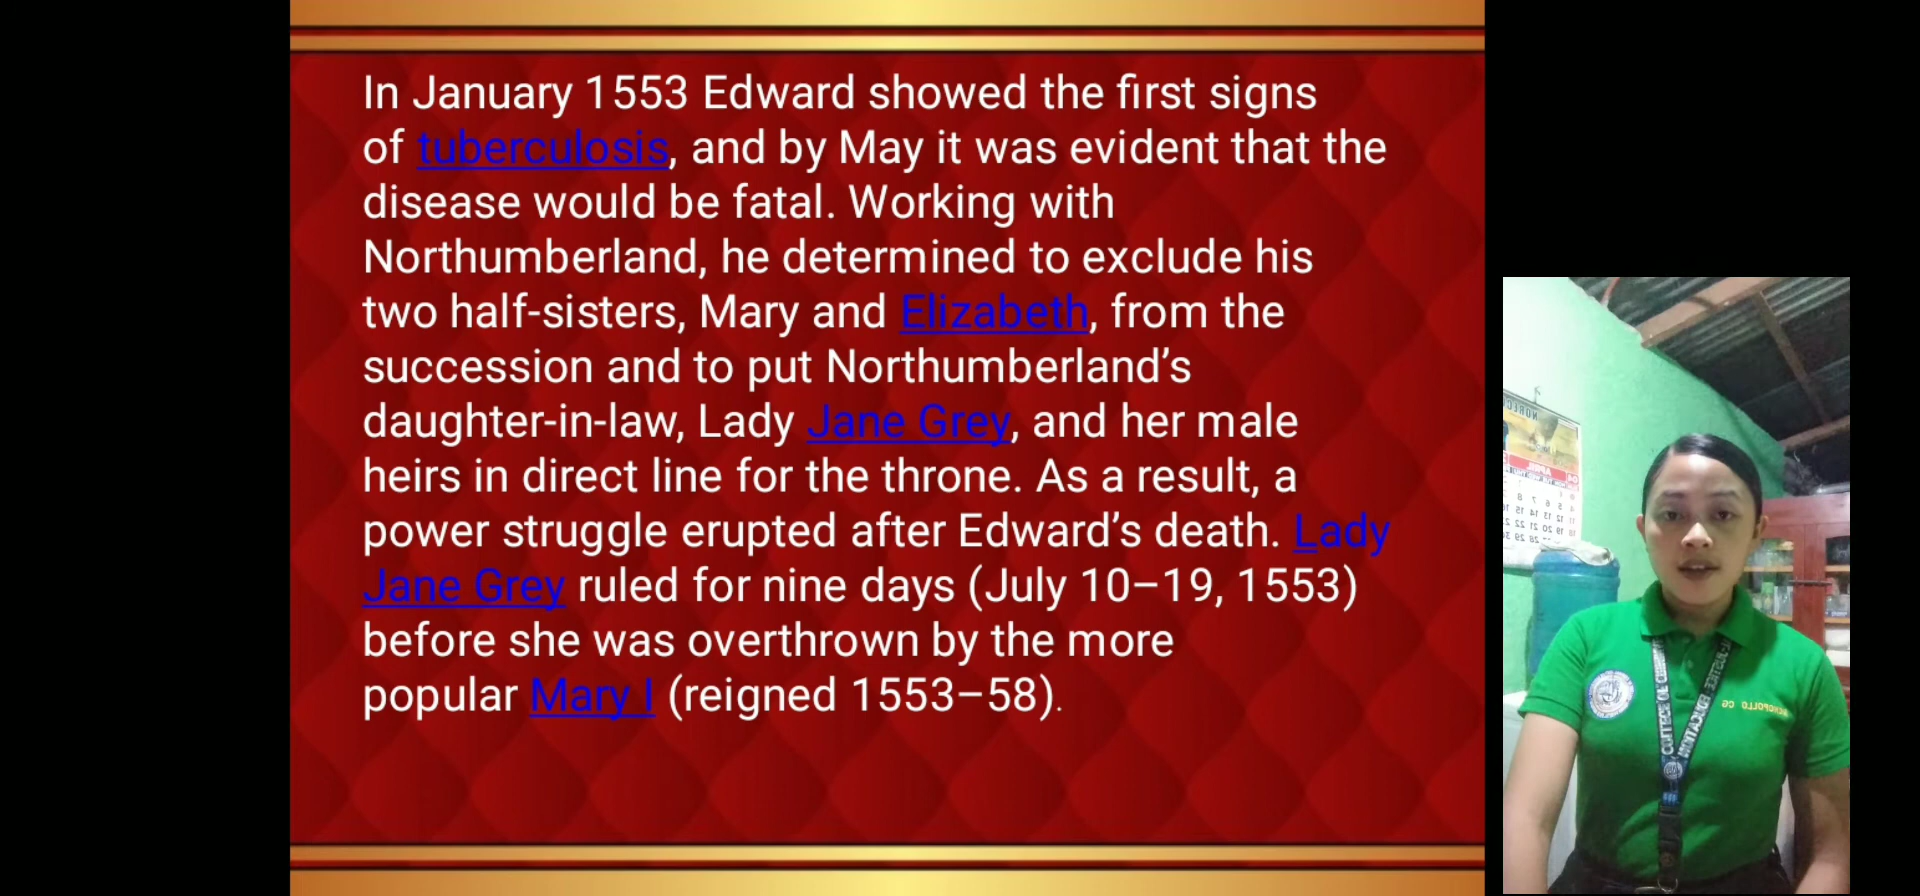 In January 1553 Edward showed the first signs
of tuberculosis, and by May it was evident that the
disease would be fatal. Working with
Northumberland, he determined to exclude his
two half-sisters, Mary and Elizabeth, from the
succession and to put Northumberland’s
daughter-in-law, Lady Jane Grey, and her male
heirs in direct line for the throne. As a result, a
power struggle erupted after Edward’s death. Lady
Jane Grey ruled for nine days (July 10–19, 1553)
before she was overthrown by the more
popular Mary I (reigned 1553–58).
APRIL
EDUCATION